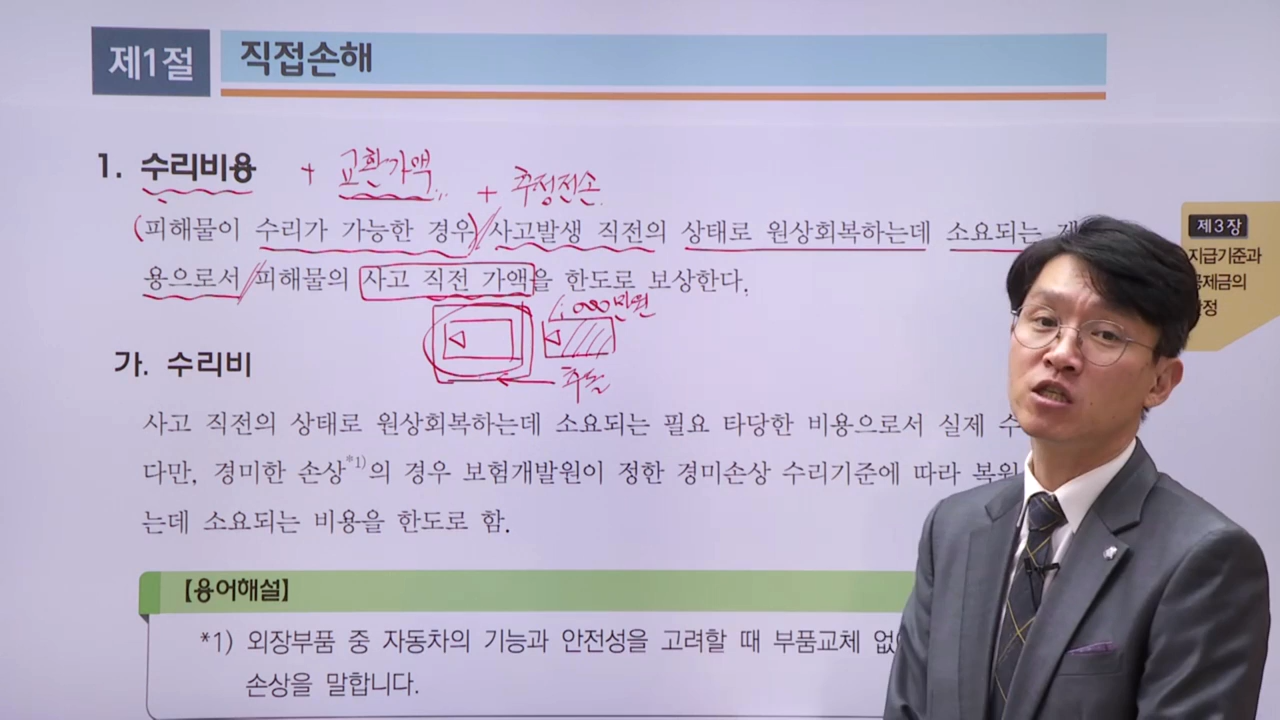 제1절 직접손해
1. 수리비용 + 교환가액 + 추정전손
(피해물이 수리가 가능한 경우) 사고발생 직전의 상태로 원상회복하는데 소요되는
용으로서 피해물의 사고 직전 가액을 한도로 보상한다.
1,000만원
추돌
가. 수리비
사고 직전의 상태로 원상회복하는데 소요되는 필요 타당한 비용으로서 실제 수
다만, 경미한 손상*1)의 경우 보험개발원이 정한 경미손상 수리기준에 따라 복원
는데 소요되는 비용을 한도로 함.
【용어해설】
*1) 외장부품 중 자동차의 기능과 안전성을 고려할 때 부품교체 없
손상을 말합니다.
제3장
지급기준과
공제금의